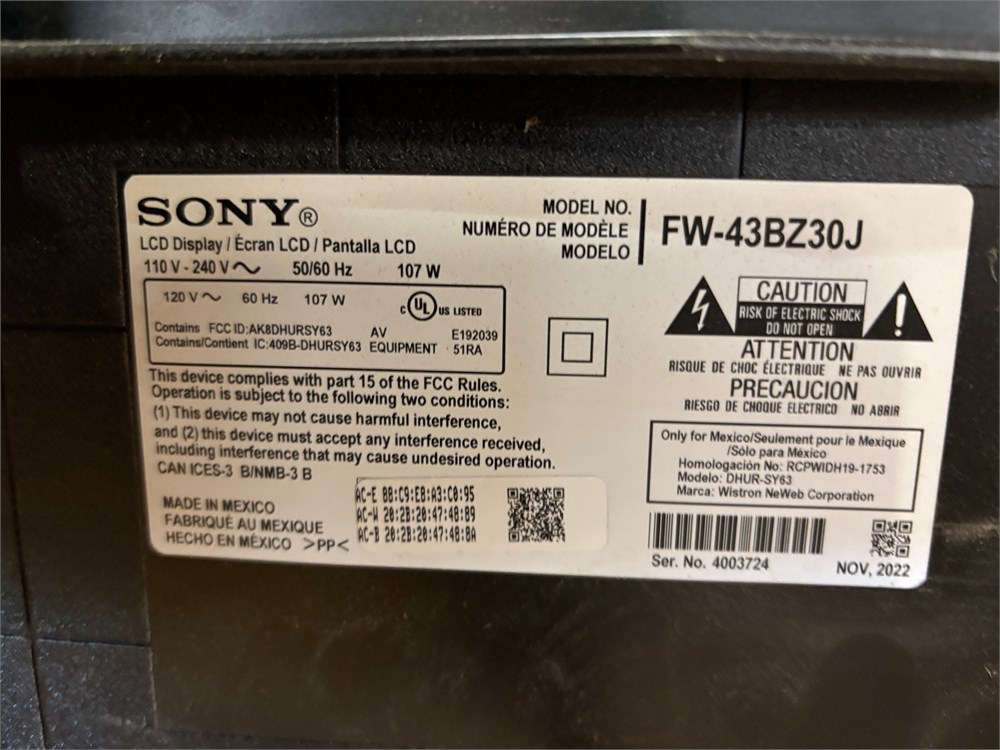 SONY®
LCD Display / Écran LCD / Pantalla LCD
110 V - 240 V～ 50/60 Hz 107 W
120 V～ 60 Hz 107 W
c UL US LISTED
Contains FCC ID:AK8DHURSY63 AV E192039
Contains/Contient IC:409B-DHURSY63 EQUIPMENT 51RA
This device complies with part 15 of the FCC Rules.
Operation is subject to the following two conditions:
(1) This device may not cause harmful interference,
and (2) this device must accept any interference received,
including interference that may cause undesired operation.
CAN ICES-3 B/NMB-3 B
MADE IN MEXICO
FABRIQUÉ AU MEXIQUE
HECHO EN MÉXICO >PP<
AC-E 88:C9:E8:A3:C0:95
AC-W 20:2B:20:47:48:89
AC-B 20:2B:20:47:48:8A
MODEL NO.
NUMÉRO DE MODÈLE
MODELO
FW-43BZ30J
CAUTION
RISK OF ELECTRIC SHOCK
DO NOT OPEN
ATTENTION
RISQUE DE CHOC ÉLECTRIQUE NE PAS OUVRIR
PRECAUCION
RIESGO DE CHOQUE ELECTRICO NO ABRIR
Only for Mexico/Seulement pour le Mexique
/Sólo para México
Homologación No: RCPWIDH19-1753
Modelo: DHUR-SY63
Marca: Wistron NeWeb Corporation
Ser. No. 4003724
NOV, 2022